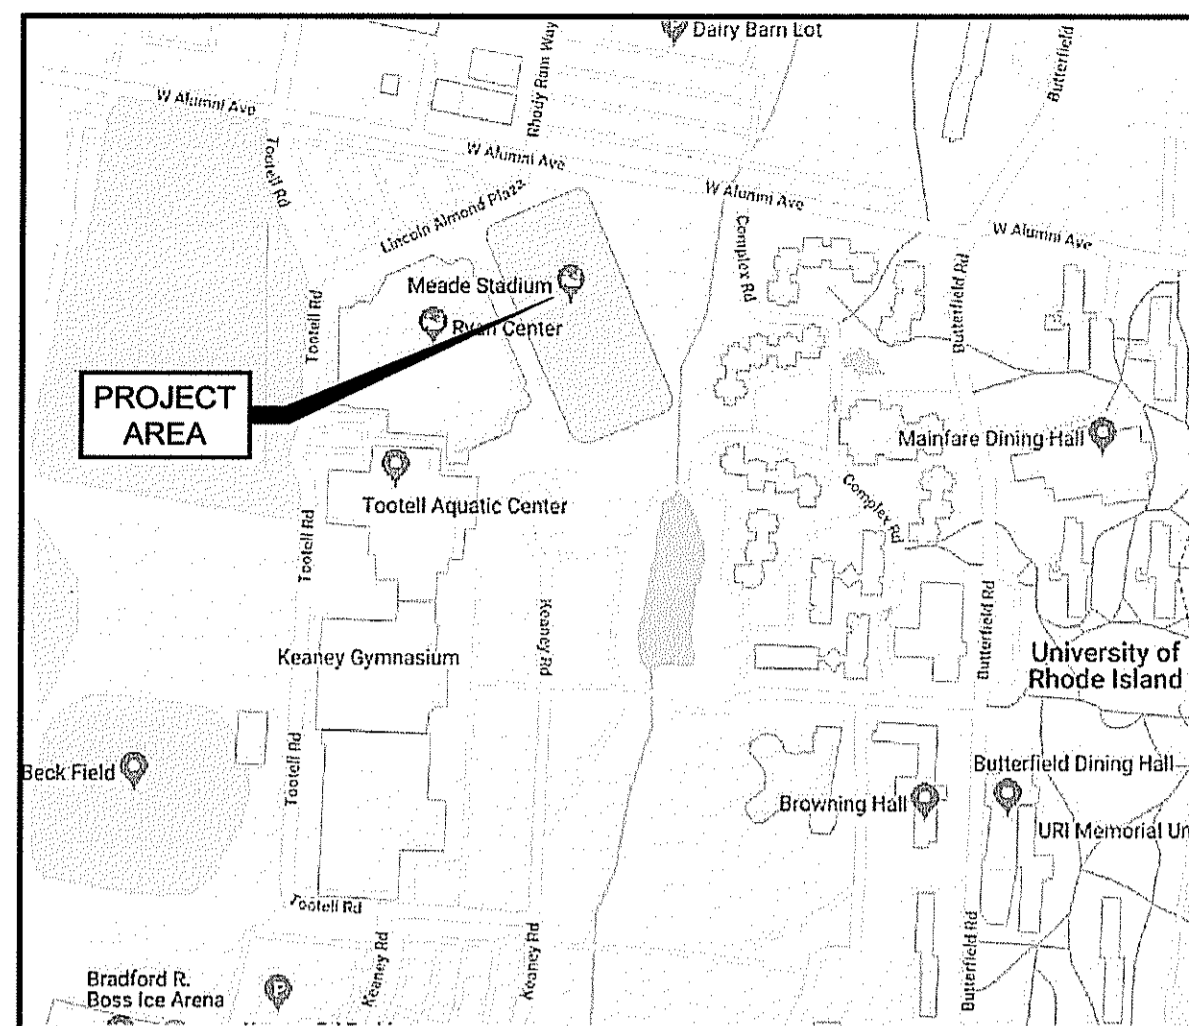 Dairy Barn Lot
Rhody Ram Way
Butterfield
W Alumni Ave
W Alumni Ave
Tootell Rd
W Alumni Ave
Lincoln Almond Plaza
Complex Rd
W Alumni Ave
Meade Stadium
Butterfield Rd
Tootell Rd
Ryan Center
PROJECT
AREA
Mainfare Dining Hall
Tootell Aquatic Center
Complex Rd
Tootell Rd
Keaney Rd
Butterfield Rd
Keaney Gymnasium
University of
Rhode Island
Tootell Rd
Beck Field
Butterfield Dining Hall
Browning Hall
URI Memorial Un
Tootell Rd
Keaney Rd
Keaney Rd
Butterfield Rd
Bradford R.
Boss Ice Arena
P